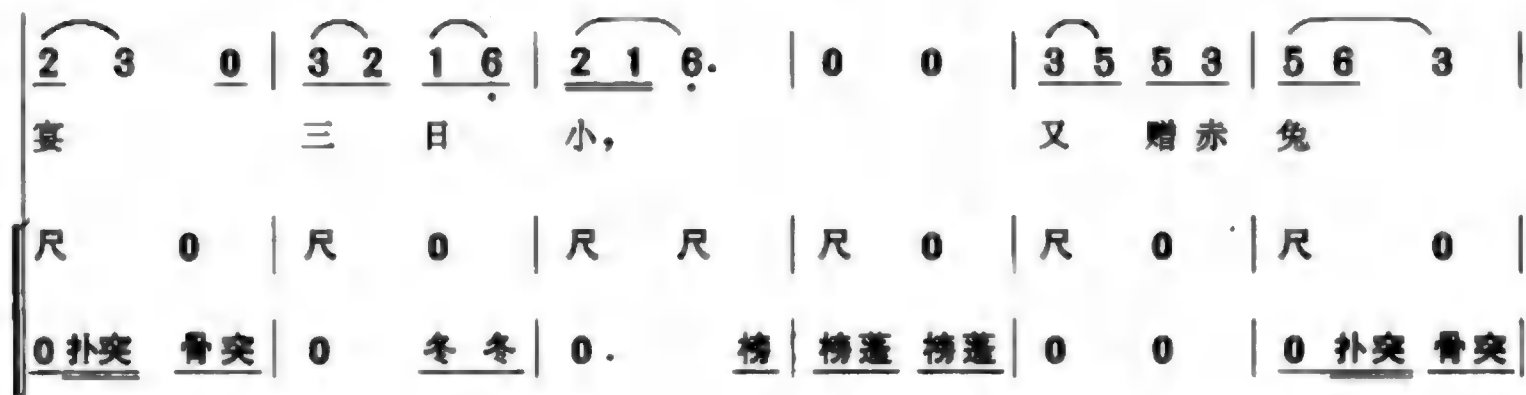 2 3 0 | 3 2 1 6 | 2 1 6. | 0 0 | 3 5 5 3 | 5 6 3 |
宴 三 日 小， 又 赠 赤 兔
尺 0 | 尺 0 | 尺 尺 | 尺 0 | 尺 0 | 尺 0 |
0 扑突 骨突 | 0 冬 冬 | 0. 榜 | 榜蓬 榜蓬 | 0 0 | 0 扑突 骨突 |